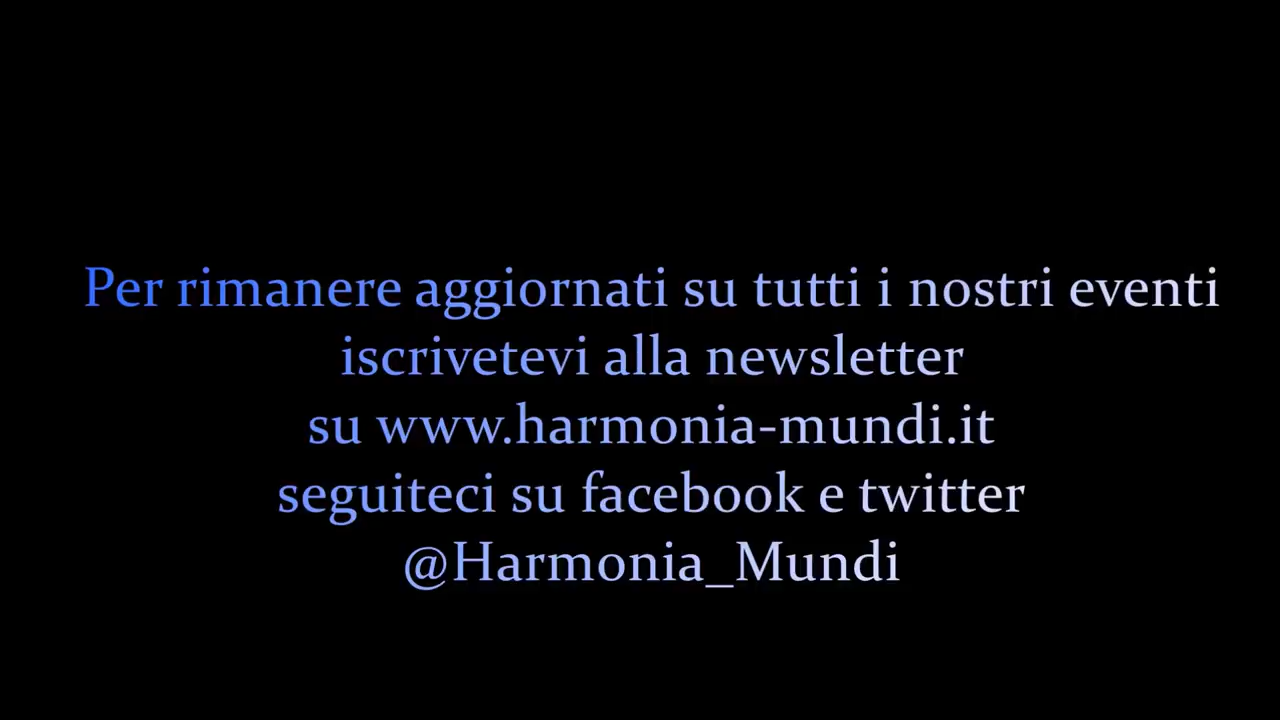 Per rimanere aggiornati su tutti i nostri eventi
iscrivetevi alla newsletter
su www.harmonia-mundi.it
seguiteci su facebook e twitter
@Harmonia_Mundi